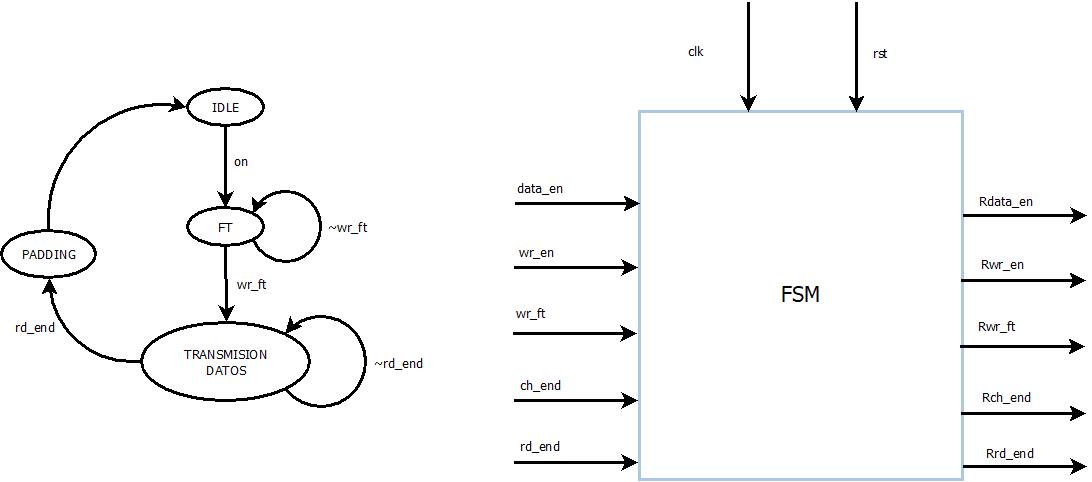 IDLE
on
FT
~wr_ft
PADDING
wr_ft
rd_end
TRANSMISION
DATOS
~rd_end
clk
rst
data_en
wr_en
wr_ft
ch_end
rd_end
FSM
Rdata_en
Rwr_en
Rwr_ft
Rch_end
Rrd_end